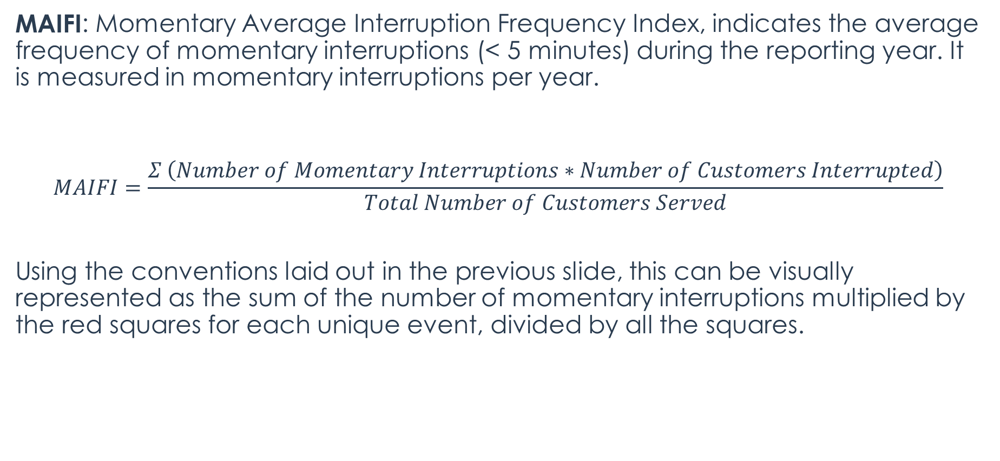 MAIFI: Momentary Average Interruption Frequency Index, indicates the average
frequency of momentary interruptions (< 5 minutes) during the reporting year. It
is measured in momentary interruptions per year.
MAIFI = Σ (Number of Momentary Interruptions ∗ Number of Customers Interrupted)
Total Number of Customers Served
Using the conventions laid out in the previous slide, this can be visually
represented as the sum of the number of momentary interruptions multiplied by
the red squares for each unique event, divided by all the squares.